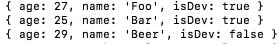 { age: 27, name: 'Foo', isDev: true }
{ age: 25, name: 'Bar', isDev: true }
{ age: 29, name: 'Beer', isDev: false }